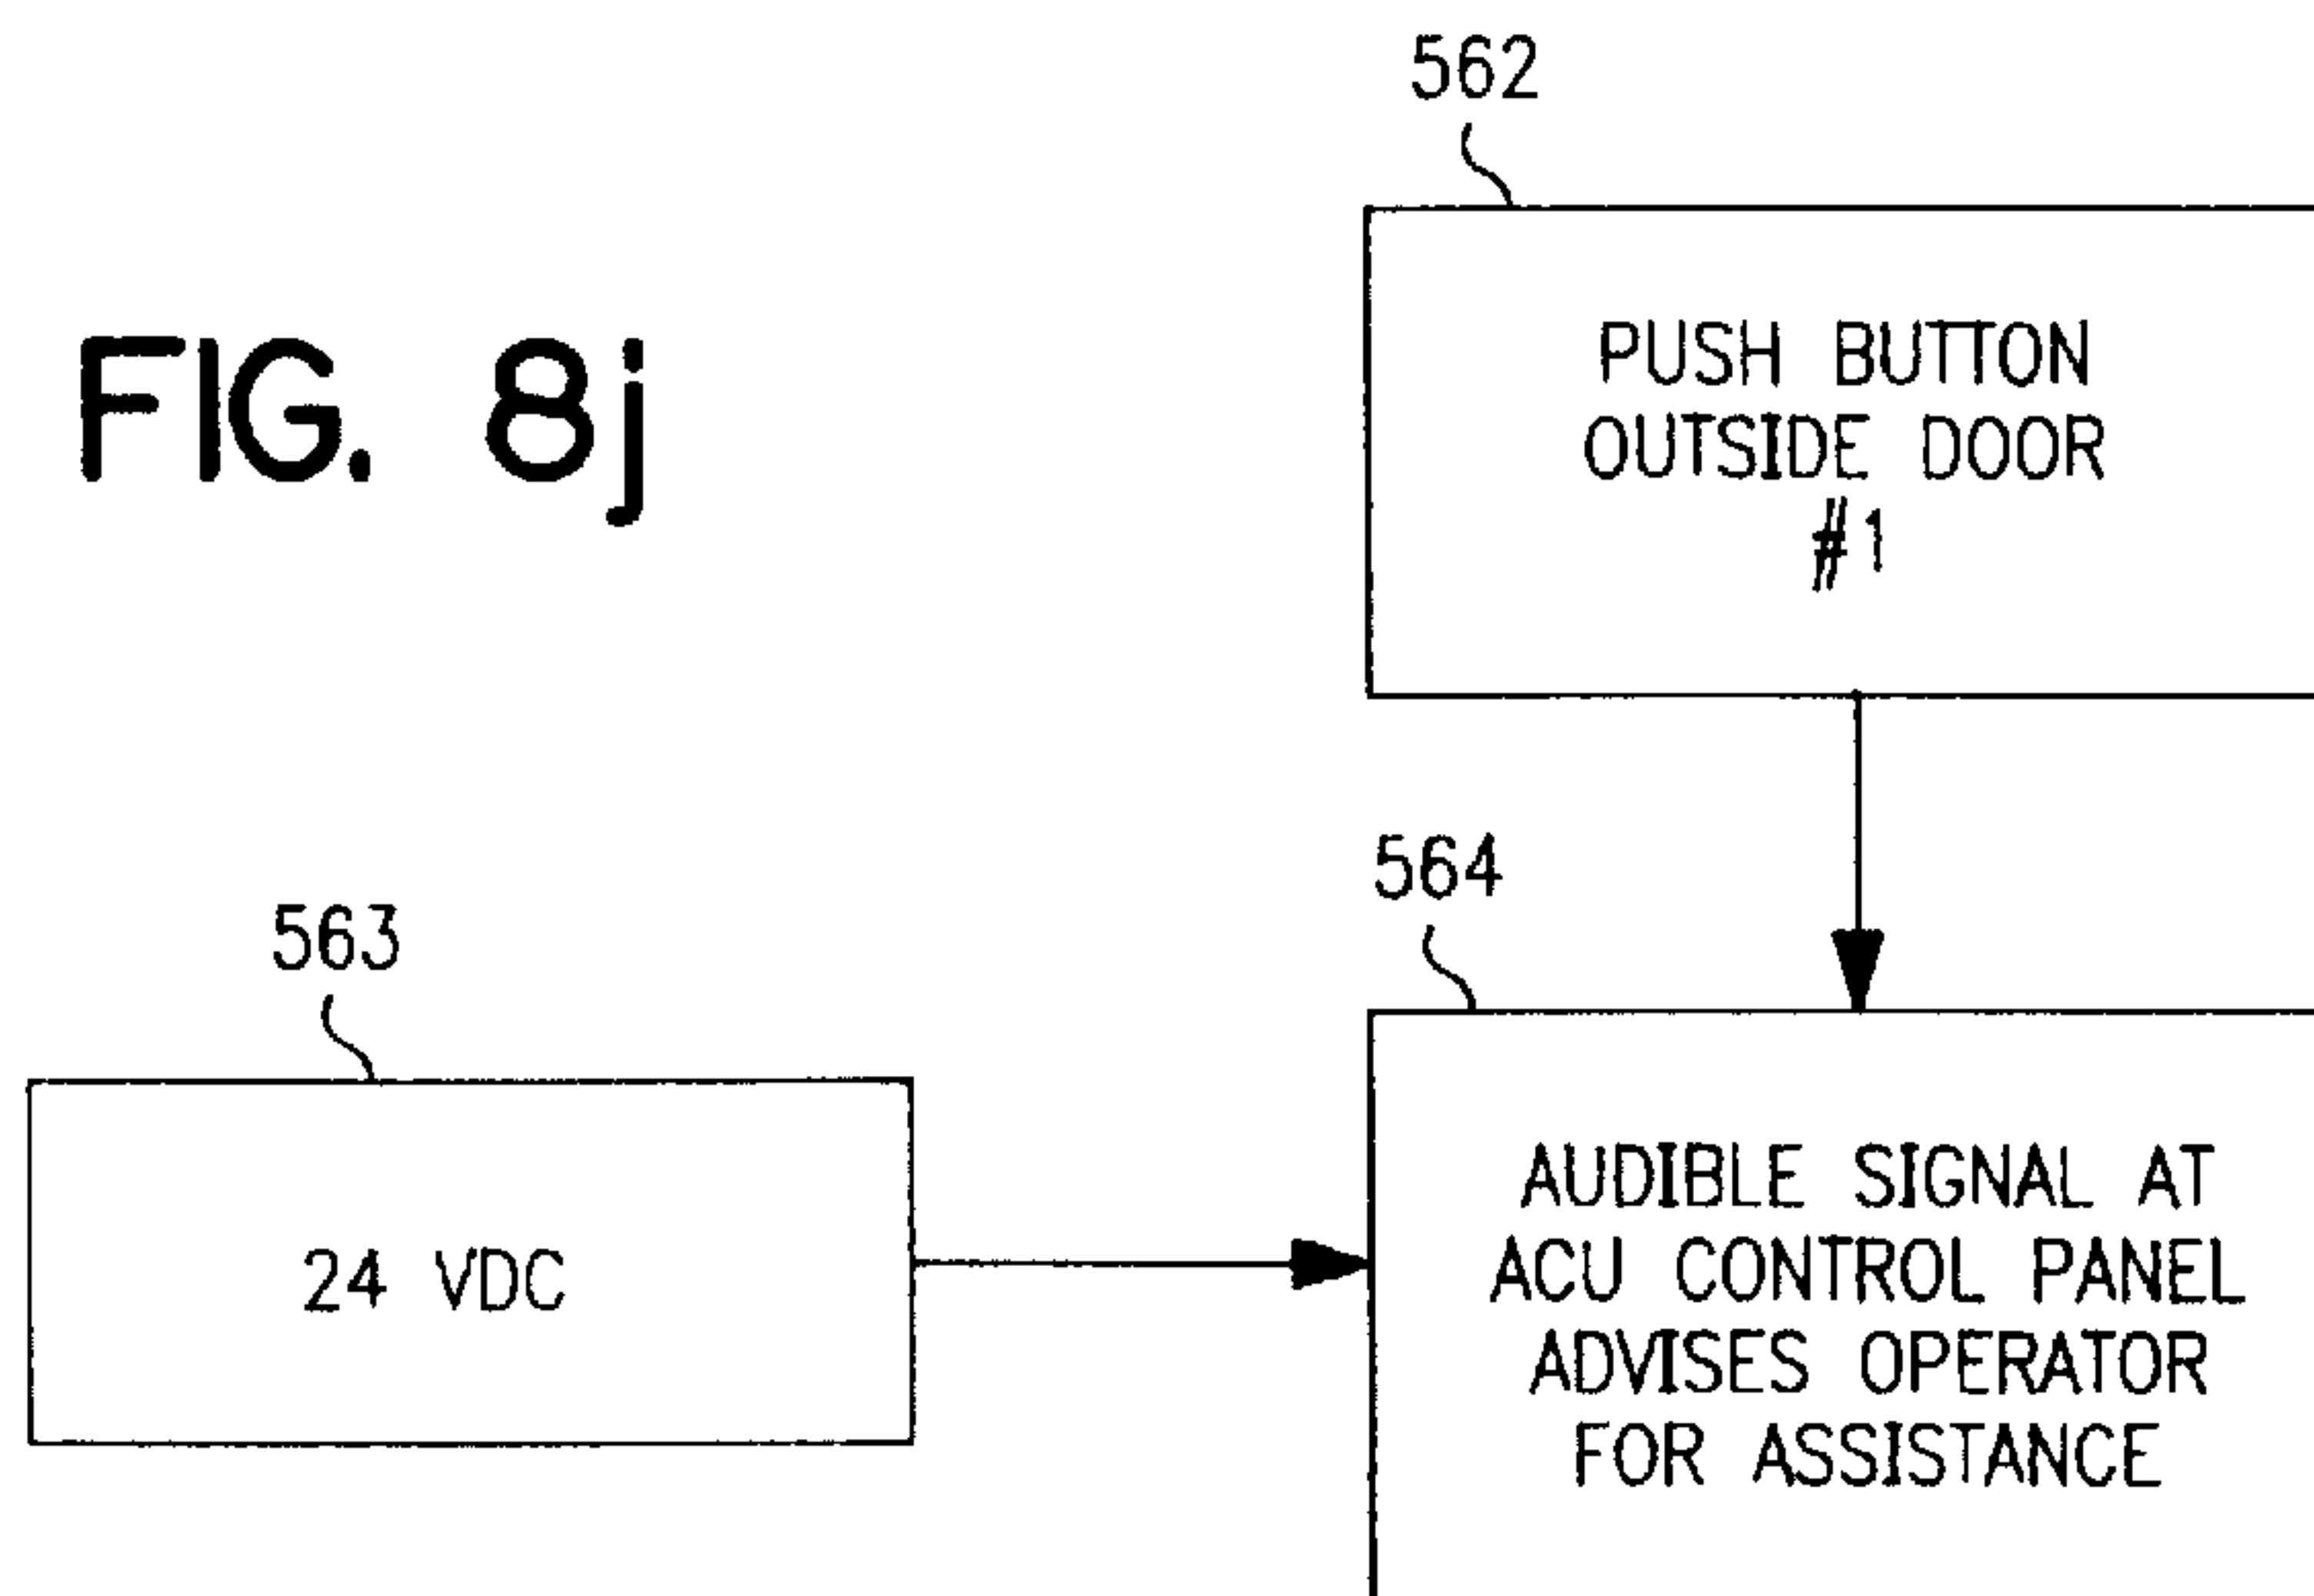 562
FIG. 8j
PUSH BUTTON
OUTSIDE DOOR
#1
564
563
24 VDC
AUDIBLE SIGNAL AT
ACU CONTROL PANEL
ADVISES OPERATOR
FOR ASSISTANCE